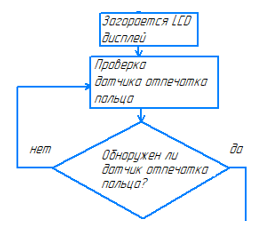 Загорается LCD
дисплей
Проверка
датчика отпечатка
пальца
нет
да
Обнаружен ли
датчик отпечатка
пальца?